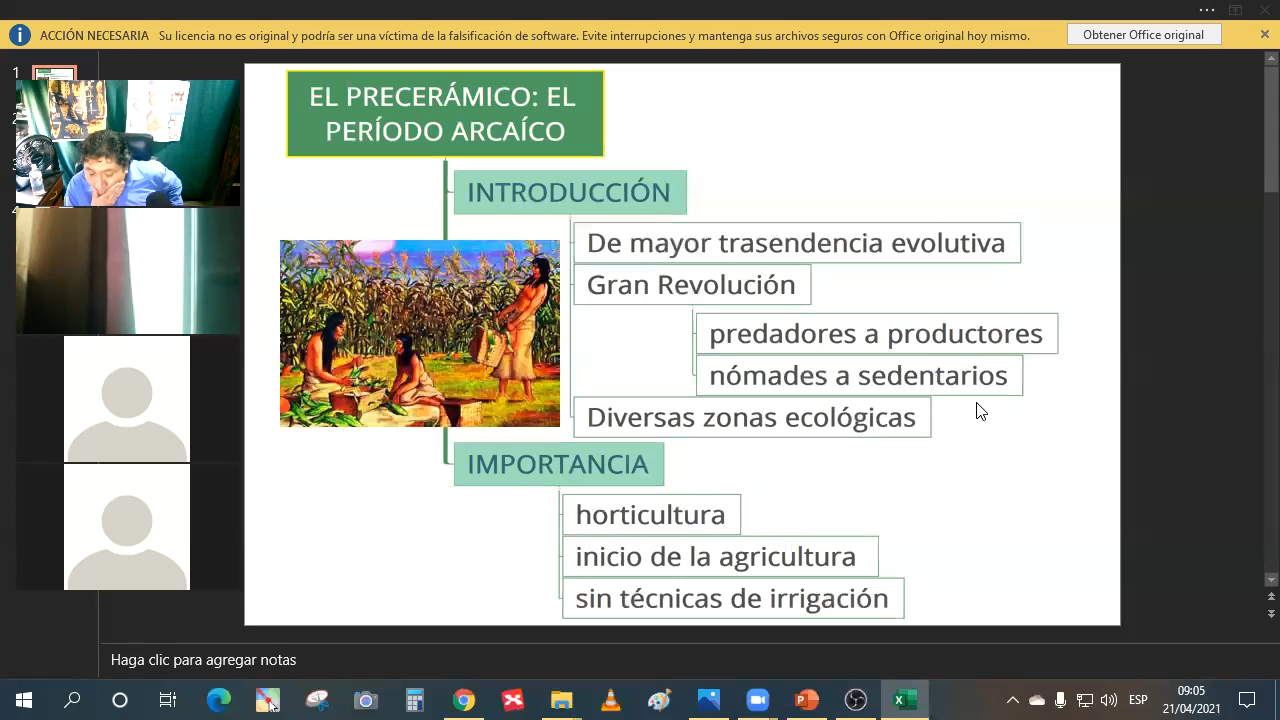 ACCIÓN NECESARIA Su licencia no es original y podría ser una víctima de la falsificación de software. Evite interrupciones y mantenga sus archivos seguros con Office original hoy mismo. Obtener Office original
1
EL PRECERÁMICO: EL
PERÍODO ARCAÍCO
INTRODUCCIÓN
De mayor trasendencia evolutiva
Gran Revolución
predadores a productores
nómades a sedentarios
Diversas zonas ecológicas
IMPORTANCIA
horticultura
inicio de la agricultura
sin técnicas de irrigación
Haga clic para agregar notas
ESP
09:05
21/04/2021